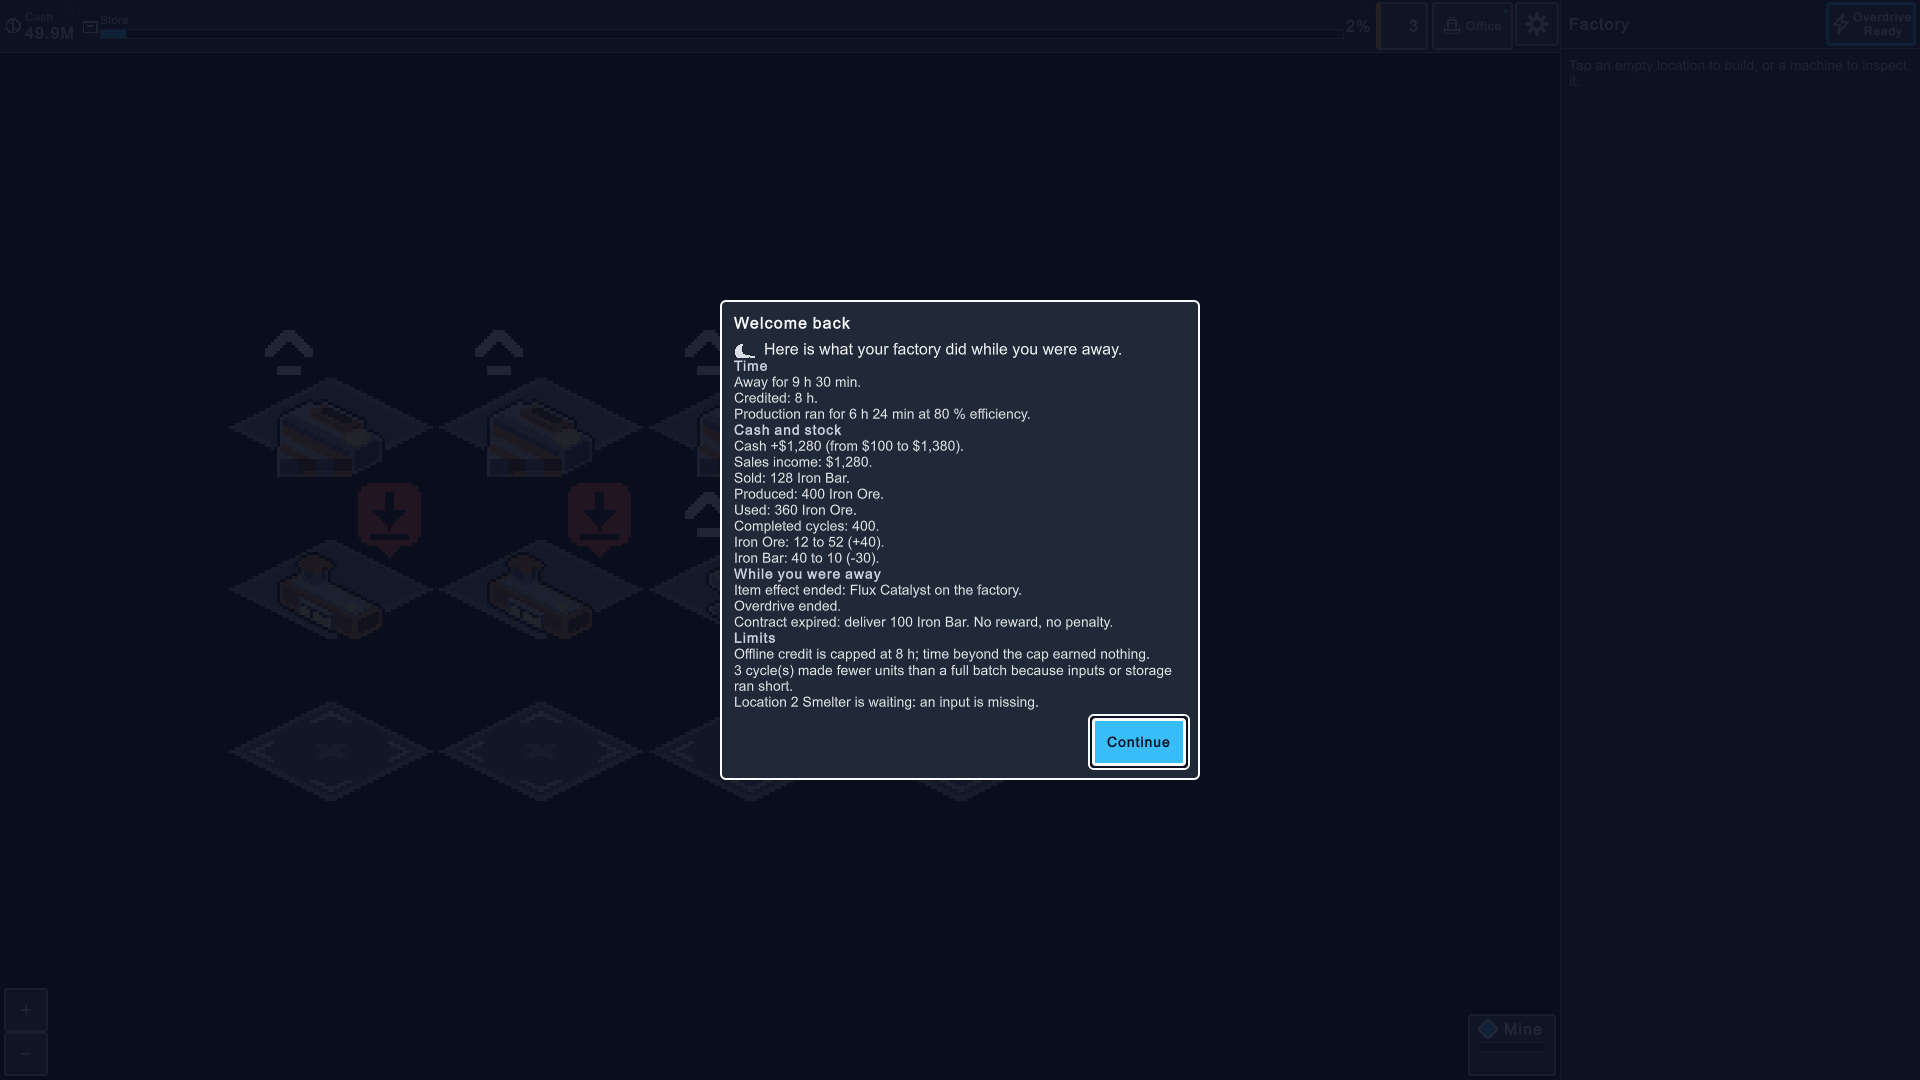 Cash
49.9M
Store
2%
3
Office
Factory
Overdrive
Ready
Tap an empty location to build, or a machine to inspect
it.
Welcome back
Here is what your factory did while you were away.
Time
Away for 9 h 30 min.
Credited: 8 h.
Production ran for 6 h 24 min at 80 % efficiency.
Cash and stock
Cash +$1,280 (from $100 to $1,380).
Sales income: $1,280.
Sold: 128 Iron Bar.
Produced: 400 Iron Ore.
Used: 360 Iron Ore.
Completed cycles: 400.
Iron Ore: 12 to 52 (+40).
Iron Bar: 40 to 10 (-30).
While you were away
Item effect ended: Flux Catalyst on the factory.
Overdrive ended.
Contract expired: deliver 100 Iron Bar. No reward, no penalty.
Limits
Offline credit is capped at 8 h; time beyond the cap earned nothing.
3 cycle(s) made fewer units than a full batch because inputs or storage
ran short.
Location 2 Smelter is waiting: an input is missing.
Continue
+
−
Mine